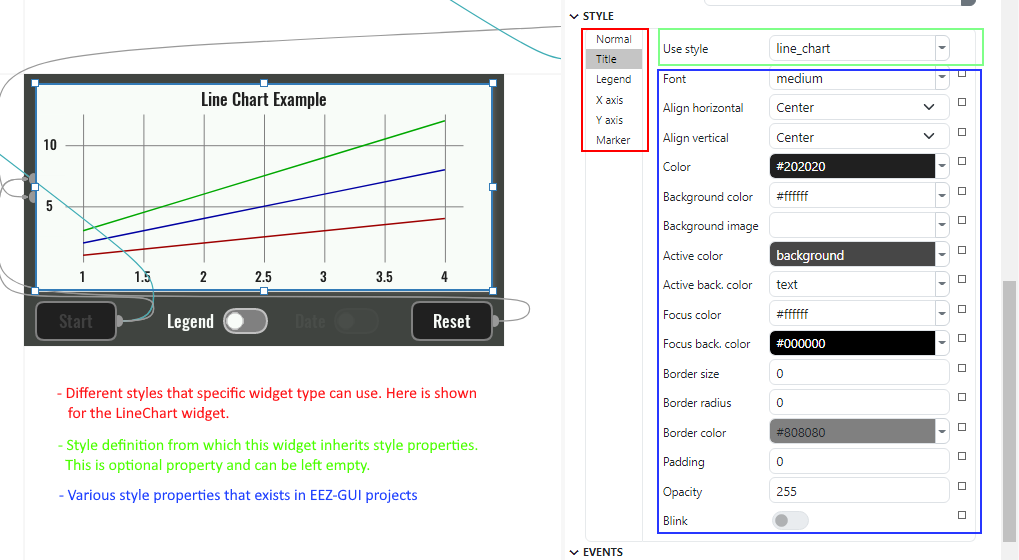 Line Chart Example
10
5
1
1.5
2
2.5
3
3.5
4
Start
Legend
Date
Reset
- Different styles that specific widget type can use. Here is shown
for the LineChart widget.
- Style definition from which this widget inherits style properties.
This is optional property and can be left empty.
- Various style properties that exists in EEZ-GUI projects
STYLE
Normal
Title
Legend
X axis
Y axis
Marker
Use style
line_chart
Font
medium
Align horizontal
Center
Align vertical
Center
Color
#202020
Background color
#ffffff
Background image
Active color
background
Active back. color
text
Focus color
#ffffff
Focus back. color
#000000
Border size
0
Border radius
0
Border color
#808080
Padding
0
Opacity
255
Blink
EVENTS